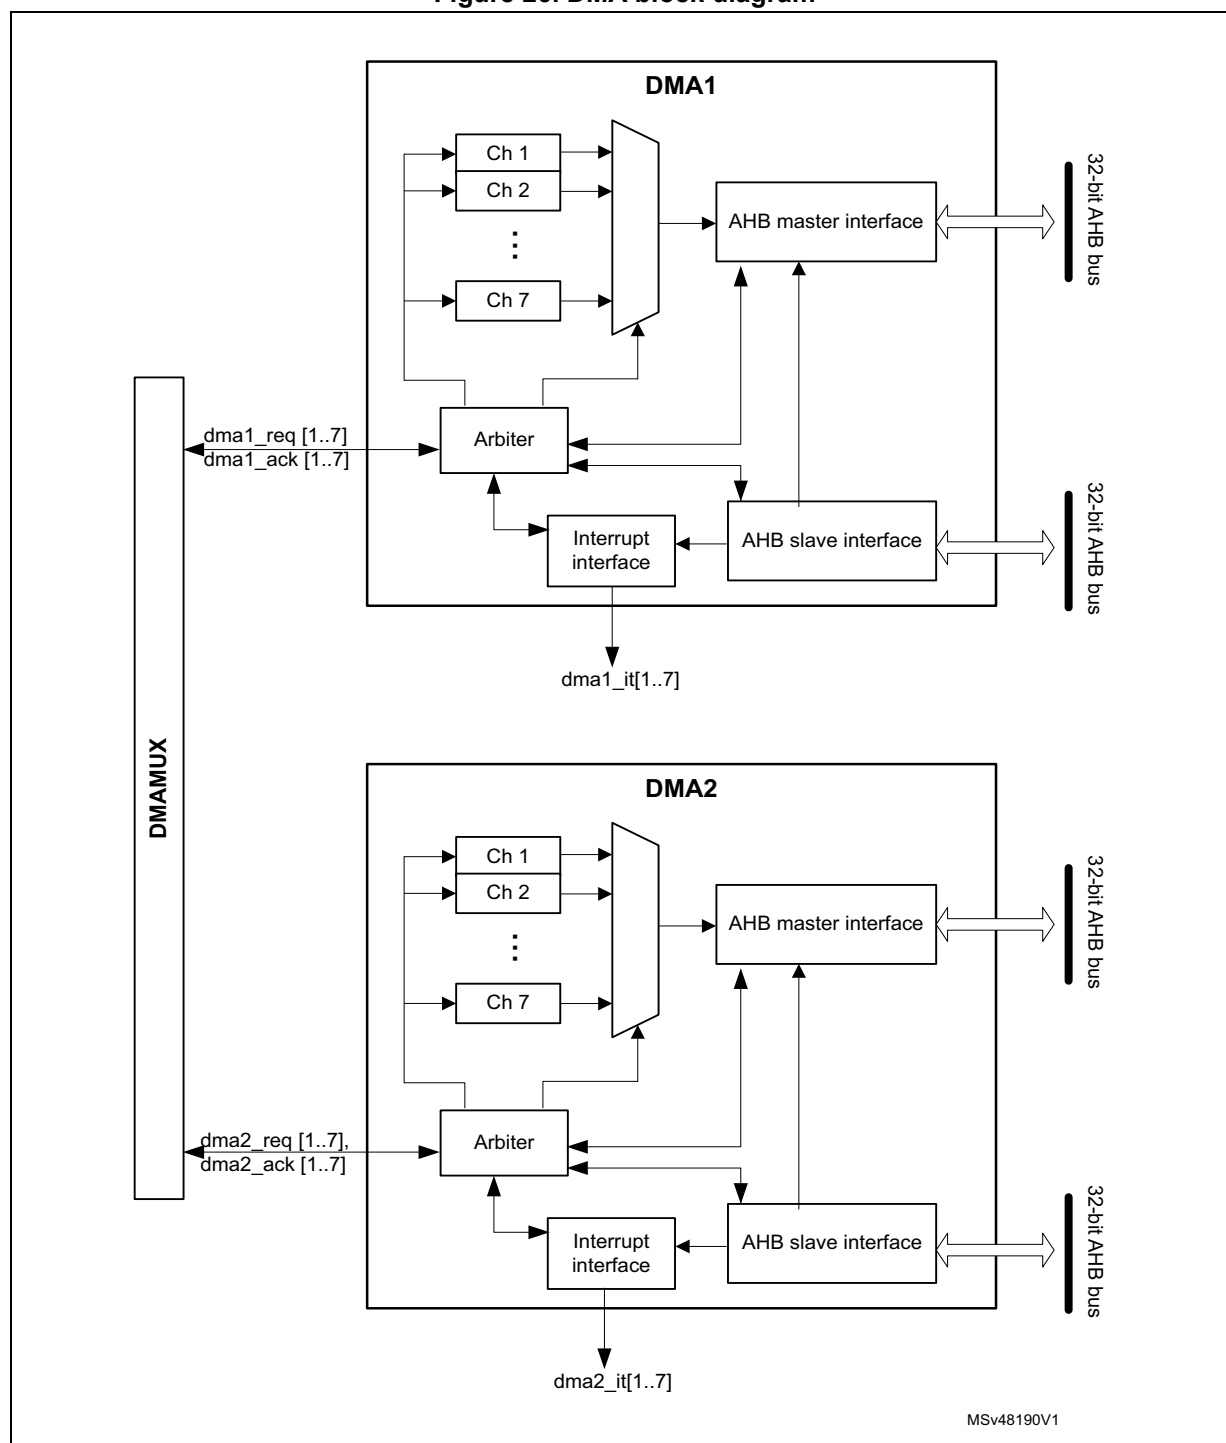 Figure 28. DMA block diagram
DMA1
Ch 1
Ch 2
Ch 7
AHB master interface
32-bit AHB bus
dma1_req [1..7]
dma1_ack [1..7]
Arbiter
Interrupt
interface
AHB slave interface
32-bit AHB bus
dma1_it[1..7]
DMAMUX
DMA2
Ch 1
Ch 2
Ch 7
AHB master interface
32-bit AHB bus
dma2_req [1..7],
dma2_ack [1..7]
Arbiter
Interrupt
interface
AHB slave interface
32-bit AHB bus
dma2_it[1..7]
MSv48190V1